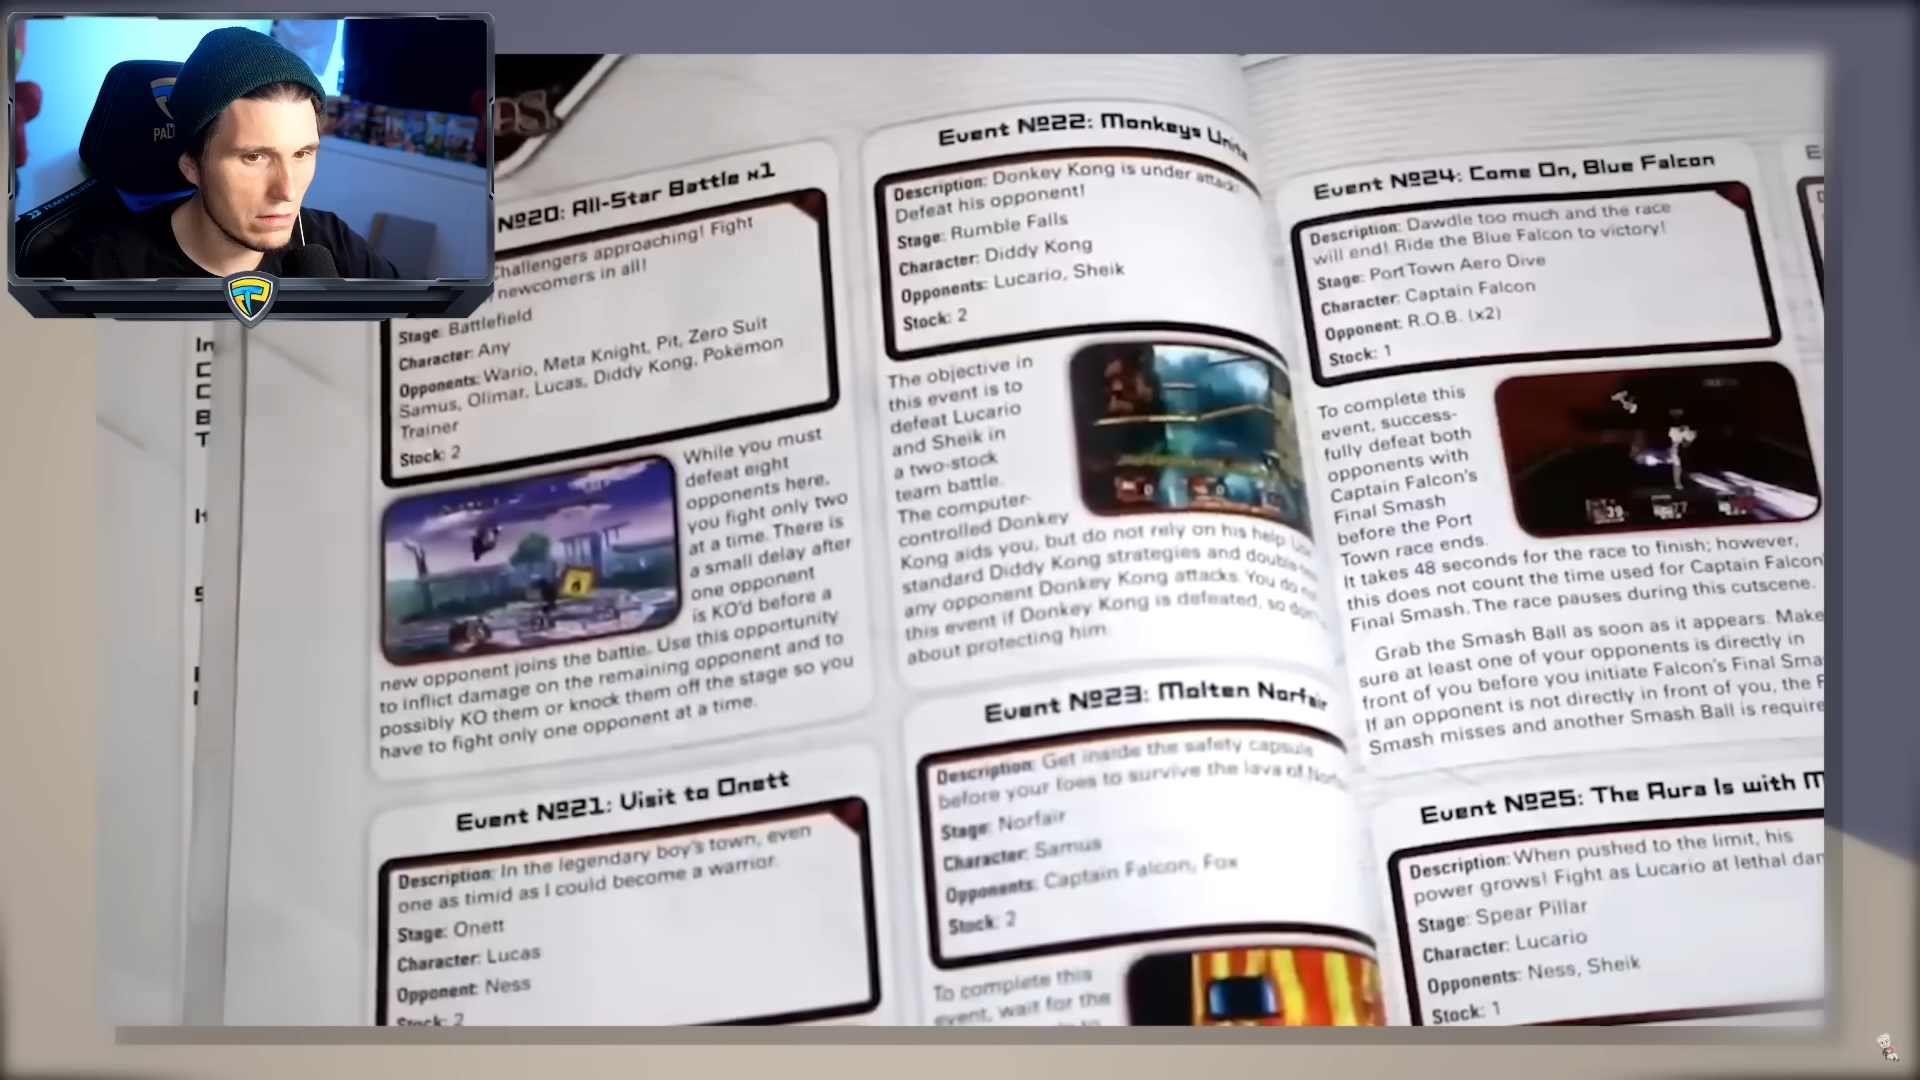 PAL
TEAM PALUTEN
In
C
C
B
T
Nº20: All-Star Battle x1
Challengers approaching! Fight
newcomers in all!
Stage: Battlefield
Character: Any
Opponents: Wario, Meta Knight, Pit, Zero Suit
Samus, Olimar, Lucas, Diddy Kong, Pokémon
Trainer
Stock: 2
While you must
defeat eight
opponents here,
you fight only two
at a time. There is
a small delay after
one opponent
is KO'd before a
new opponent joins the battle. Use this opportunity
to inflict damage on the remaining opponent and to
possibly KO them or knock them off the stage so you
have to fight only one opponent at a time.
Event Nº21: Visit to Onett
Description: In the legendary boy's town, even
one as timid as I could become a warrior.
Stage: Onett
Character: Lucas
Opponent: Ness
Stock: 2
Event Nº22: Monkeys Unite
Description: Donkey Kong is under attack!
Defeat his opponent!
Stage: Rumble Falls
Character: Diddy Kong
Opponents: Lucario, Sheik
Stock: 2
The objective in
this event is to
defeat Lucario
and Sheik in
a two-stock
team battle.
The computer-
controlled Donkey
Kong aids you, but do not rely on his help.
standard Diddy Kong strategies and double-
any opponent Donkey Kong attacks. You
this event if Donkey Kong is defeated, so
about protecting him.
Event Nº23: Molten Norfair
Description: Get inside the safety capsule
before your foes to survive the lava of
Stage: Norfair
Character: Samus
Opponents: Captain Falcon, Fox
Stock: 2
To complete this
event, wait for the
Event Nº24: Come On, Blue Falcon
Description: Dawdle too much and the race
will end! Ride the Blue Falcon to victory!
Stage: Port Town Aero Dive
Character: Captain Falcon
Opponent: R.O.B. (x2)
Stock: 1
To complete this
event, success-
fully defeat both
opponents with
Captain Falcon's
Final Smash
before the Port
Town race ends.
It takes 48 seconds for the race to finish; however,
this does not count the time used for Captain Falcon
Final Smash. The race pauses during this cutscene.
Grab the Smash Ball as soon as it appears. Make
sure at least one of your opponents is directly in
front of you before you initiate Falcon's Final Sma
If an opponent is not directly in front of you, the F
Smash misses and another Smash Ball is require
Event Nº25: The Aura Is with M
Description: When pushed to the limit, his
power grows! Fight as Lucario at lethal dam
Stage: Spear Pillar
Character: Lucario
Opponents: Ness, Sheik
Stock: 1